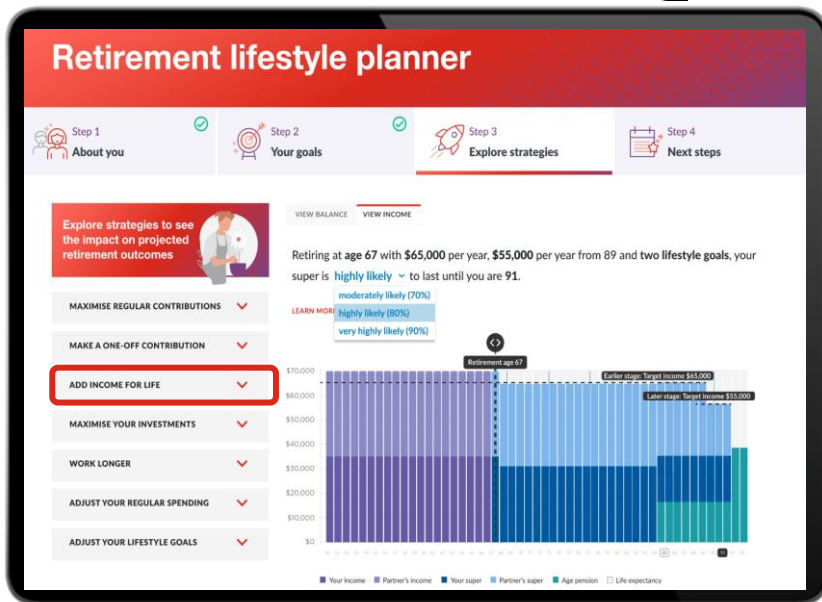 Retirement lifestyle planner
Step 1
About you
Step 2
Your goals
Step 3
Explore strategies
Step 4
Next steps
Explore strategies to see
the impact on projected
retirement outcomes
MAXIMISE REGULAR CONTRIBUTIONS
MAKE A ONE-OFF CONTRIBUTION
ADD INCOME FOR LIFE
MAXIMISE YOUR INVESTMENTS
WORK LONGER
ADJUST YOUR REGULAR SPENDING
ADJUST YOUR LIFESTYLE GOALS
VIEW BALANCE
VIEW INCOME
Retiring at age 67 with $65,000 per year, $55,000 per year from 89 and two lifestyle goals, your
super is highly likely to last until you are 91.
moderately likely (70%)
LEARN MORE
highly likely (80%)
very highly likely (90%)
Retirement age 67
Earlier stage: Target income $65,000
Later stage: Target income $55,000
$70,000
$60,000
$50,000
$40,000
$30,000
$20,000
$10,000
$0
Your income
Partner's income
Your super
Partner's super
Age pension
Life expectancy